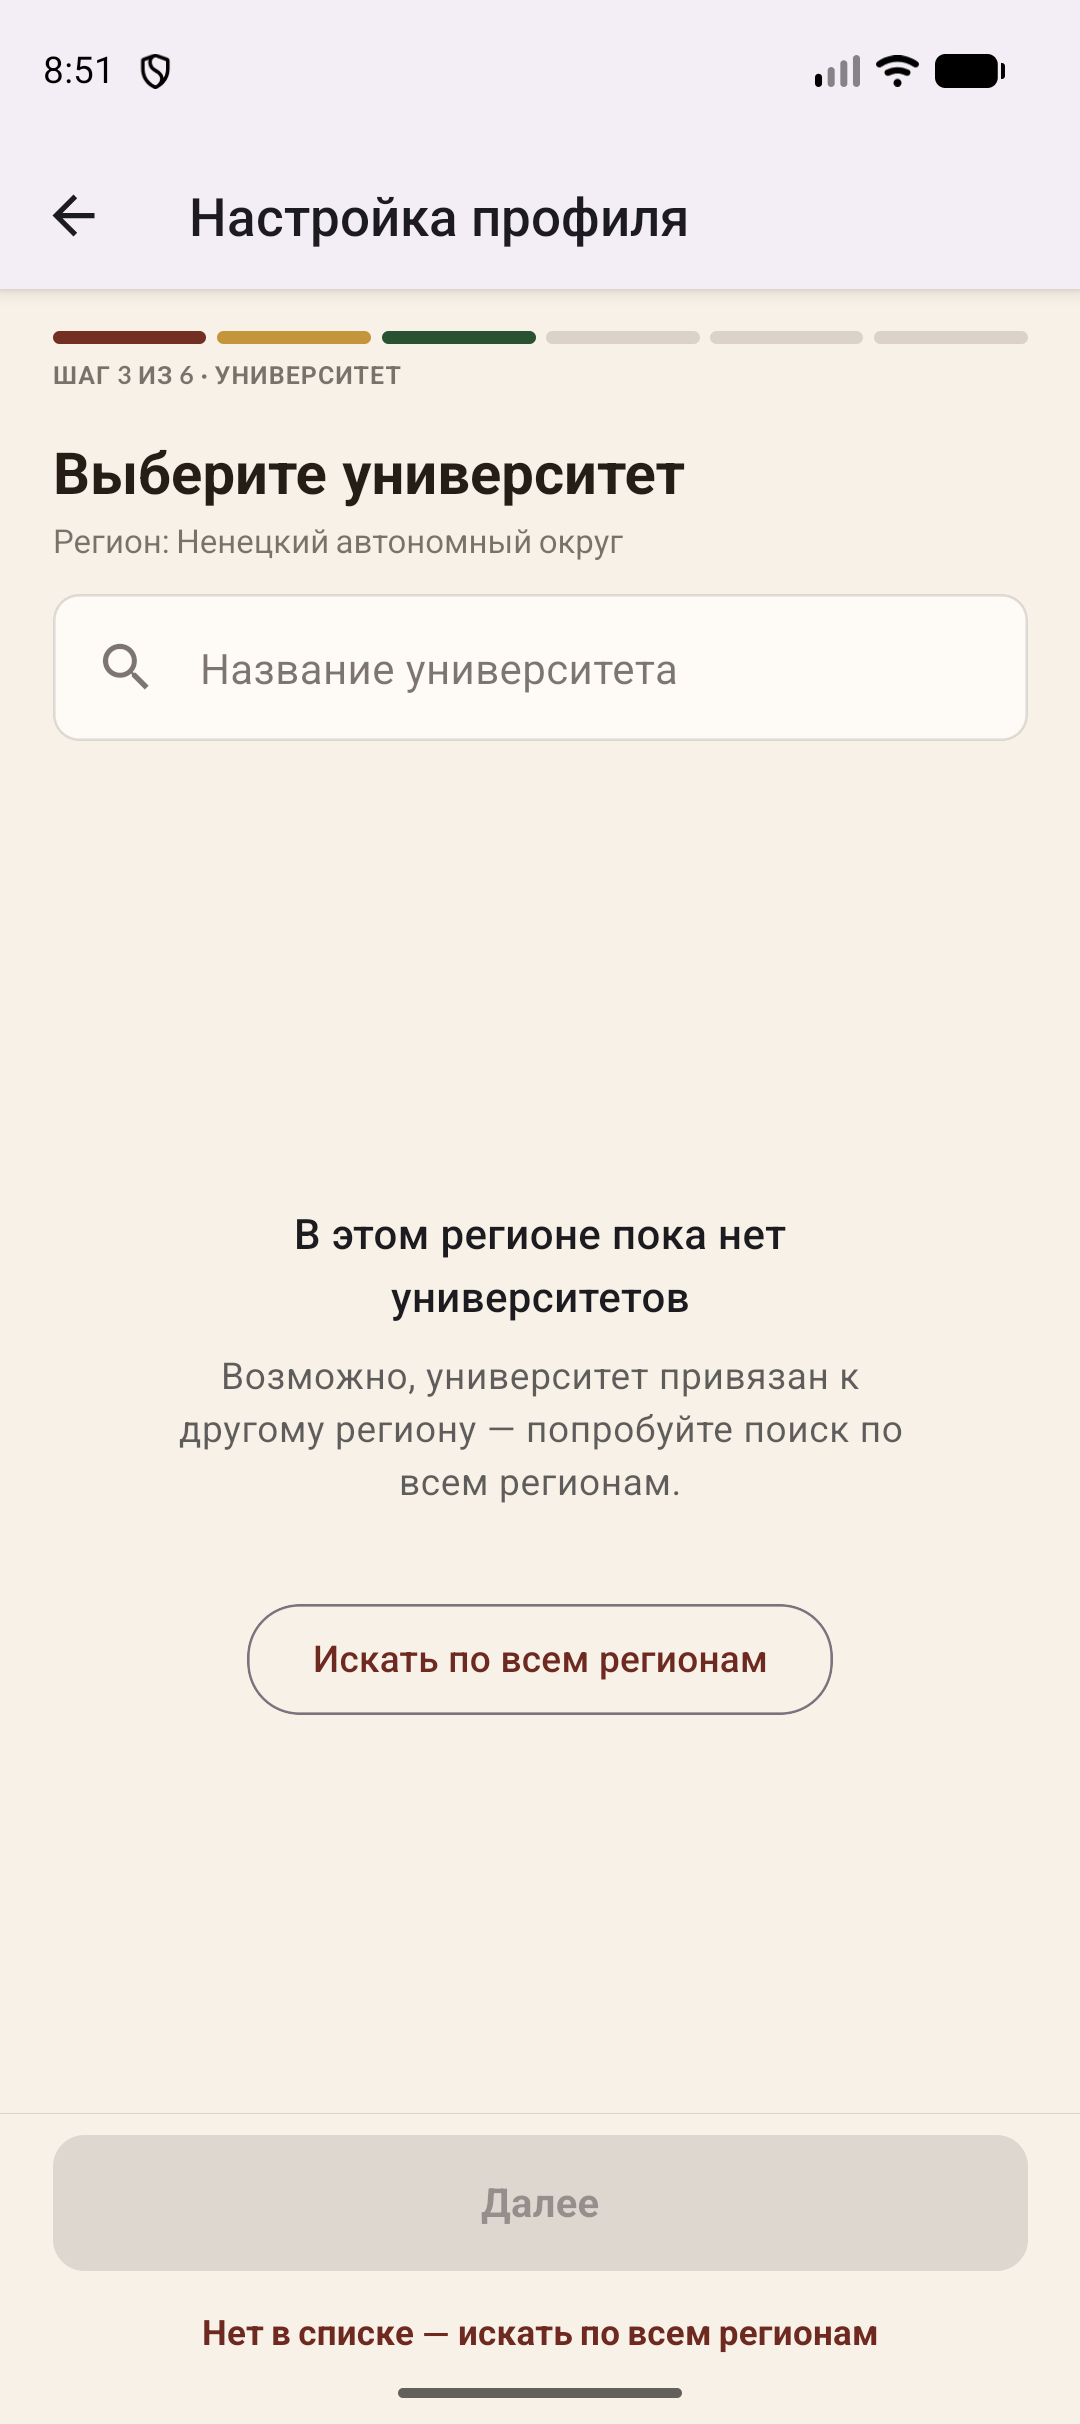 8:51
Настройка профиля
ШАГ 3 ИЗ 6 · УНИВЕРСИТЕТ
Выберите университет
Регион: Ненецкий автономный округ
Название университета
В этом регионе пока нет
университетов
Возможно, университет привязан к
другому региону — попробуйте поиск по
всем регионам.
Искать по всем регионам
Далее
Нет в списке — искать по всем регионам